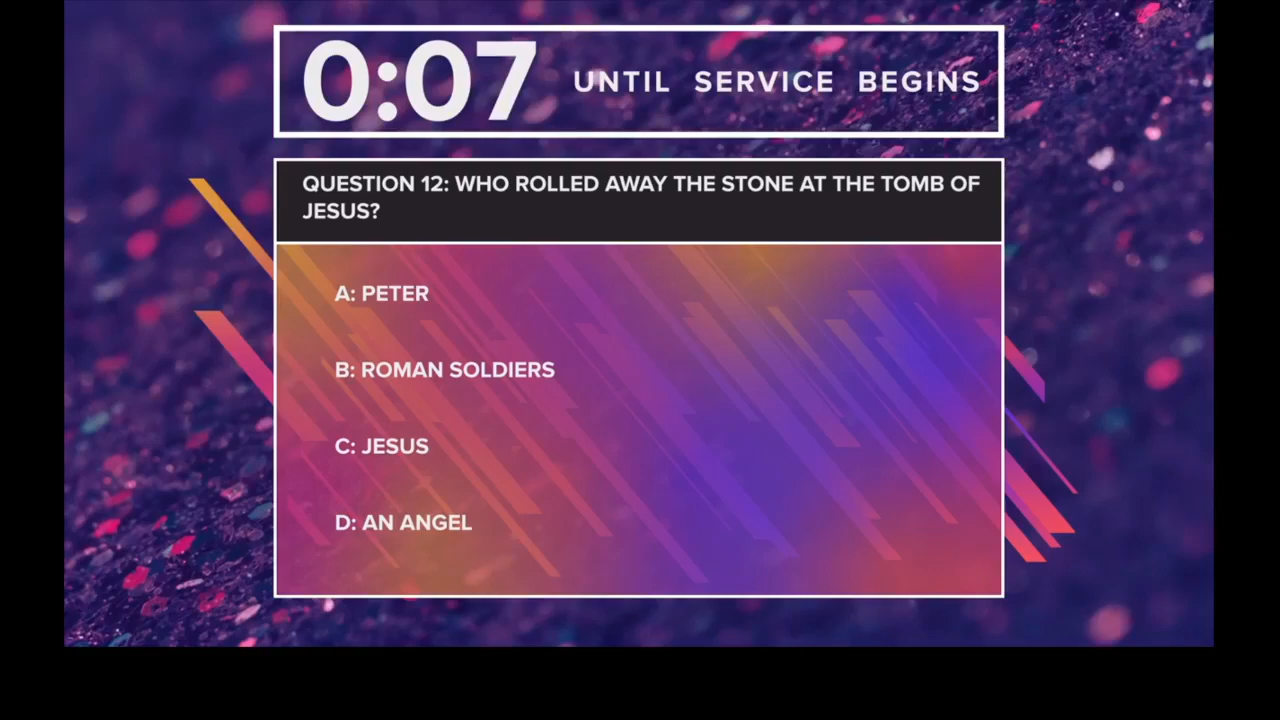 0:07 UNTIL SERVICE BEGINS
QUESTION 12: WHO ROLLED AWAY THE STONE AT THE TOMB OF
JESUS?
A: PETER
B: ROMAN SOLDIERS
C: JESUS
D: AN ANGEL